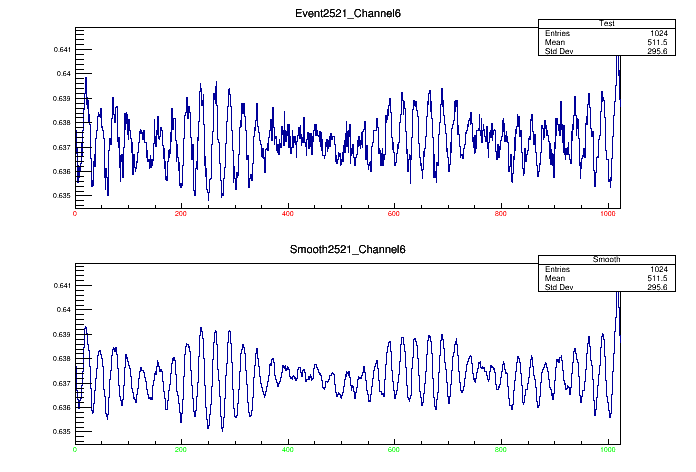 Event2521_Channel6
Test
Entries 1024
Mean 511.5
Std Dev 295.6
0.641
0.64
0.639
0.638
0.637
0.636
0.635
0 200 400 600 800 1000
Smooth2521_Channel6
Smooth
Entries 1024
Mean 511.5
Std Dev 295.6
0.641
0.64
0.639
0.638
0.637
0.636
0.635
0 200 400 600 800 1000